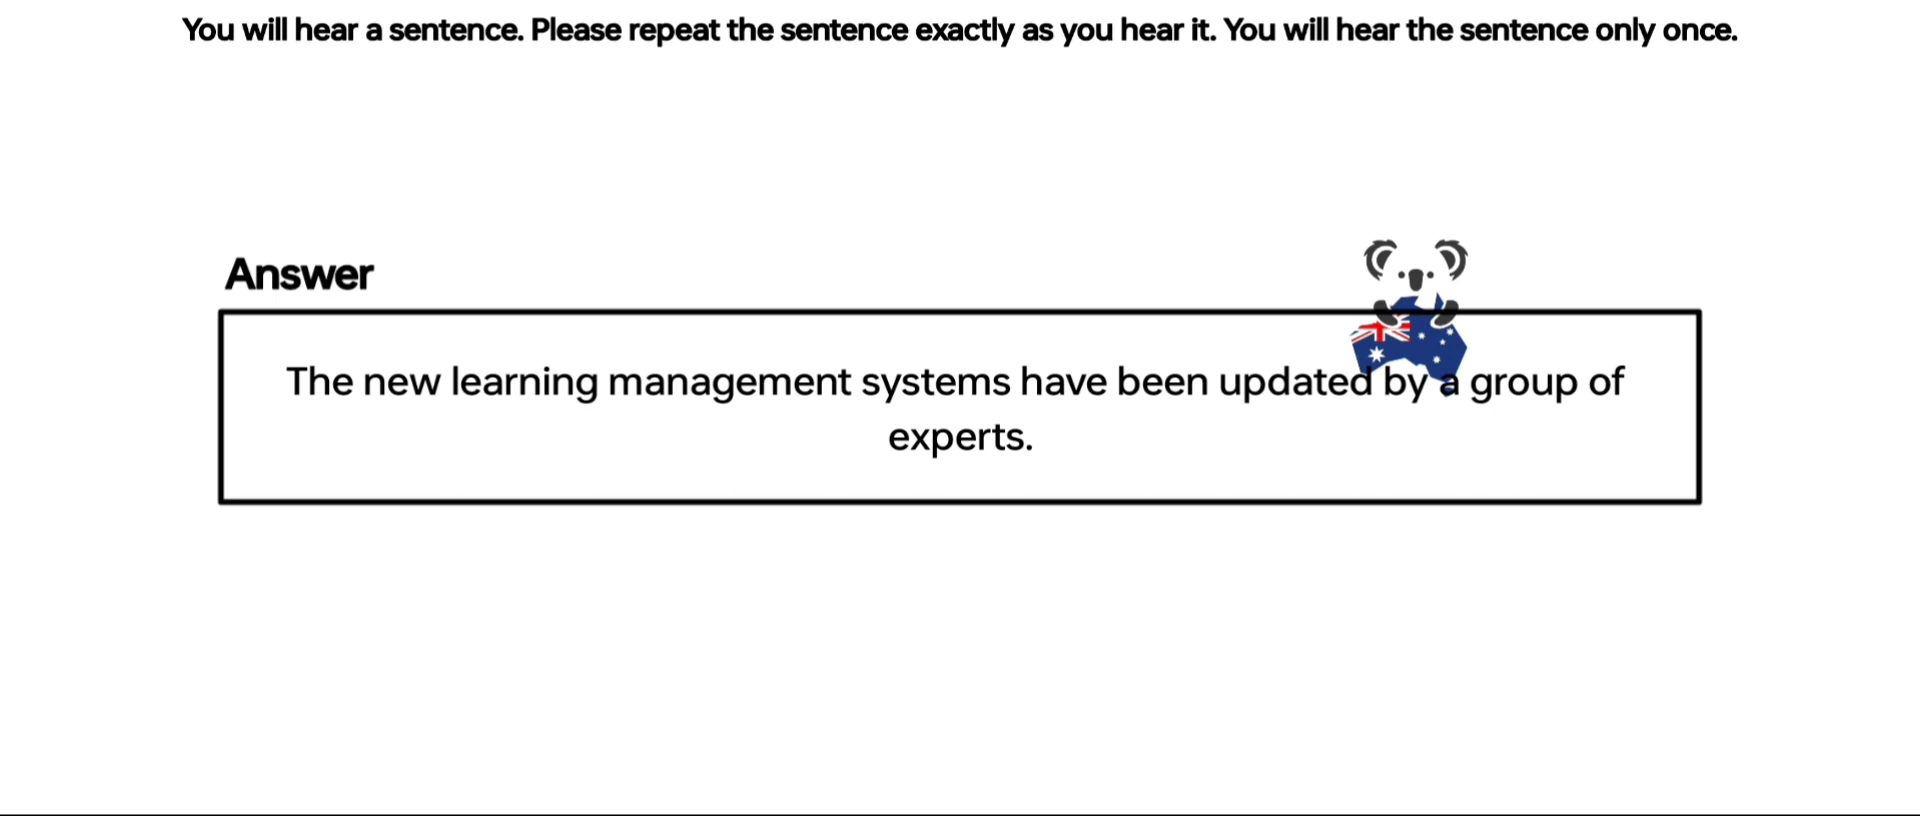 You will hear a sentence. Please repeat the sentence exactly as you hear it. You will hear the sentence only once.
Answer
The new learning management systems have been updated by a group of
experts.